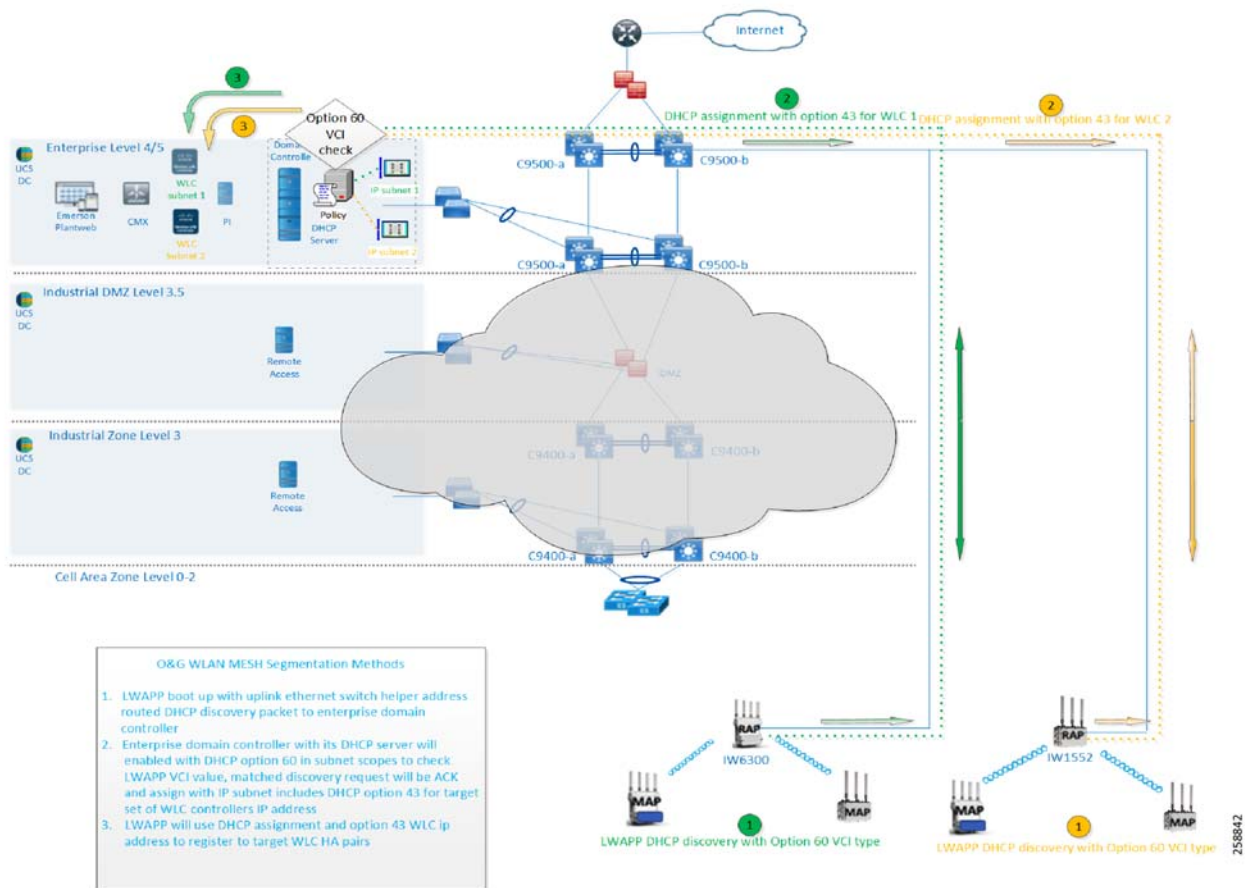 Internet
3
2
2
Option 60
VCI
check
3
DHCP assignment with option 43 for WLC 1
DHCP assignment with option 43 for WLC 2
Enterprise Level 4/5
UCS
DC
Domain
Controller
C9500-a
C9500-b
WLC
subnet 1
IP subnet 1
Emerson
Plantweb
CMX
PI
Policy
DHCP
Server
WLC
Subnet 2
IP subnet 2
C9500-a
C9500-b
Industrial DMZ Level 3.5
UCS
DC
Remote
Access
IDMZ
Industrial Zone Level 3
UCS
DC
C9400-a
C9400-b
Remote
Access
C9400-a
C9400-b
Cell Area Zone Level 0-2
O&G WLAN MESH Segmentation Methods
1. LWAPP boot up with uplink ethernet switch helper address
routed DHCP discovery packet to enterprise domain
controller
2. Enterprise domain controller with its DHCP server will
enabled with DHCP option 60 in subnet scopes to check
LWAPP VCI value, matched discovery request will be ACK
and assign with IP subnet includes DHCP option 43 for target
set of WLC controllers IP address
3. LWAPP will use DHCP assignment and option 43 WLC ip
address to register to target WLC HA pairs
RAP
IW6300
MAP
MAP
1
LWAPP DHCP discovery with Option 60 VCI type
RAP
IW1552
MAP
MAP
1
LWAPP DHCP discovery with Option 60 VCI type
258842